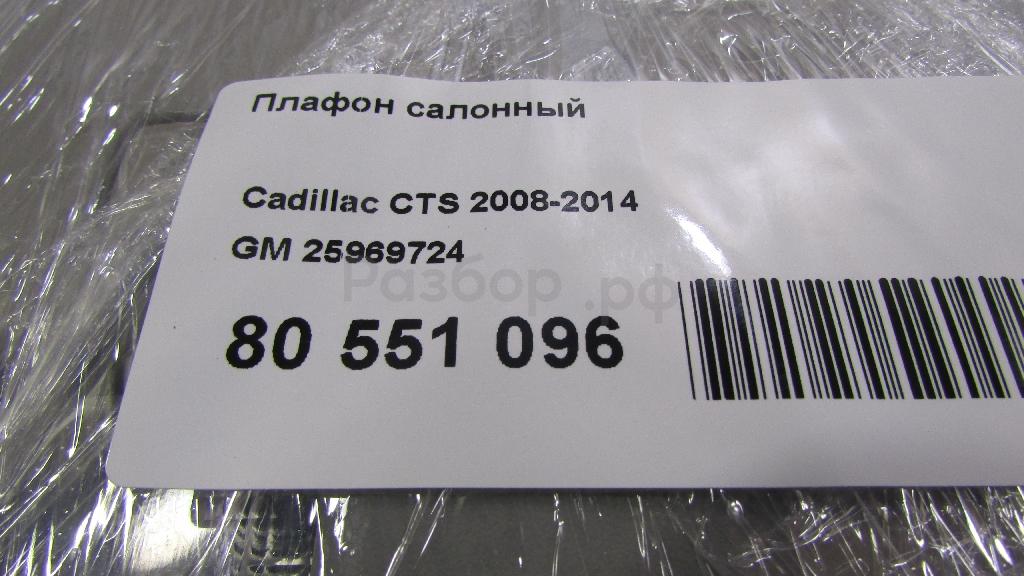 Плафон салонный
Cadillac CTS 2008-2014
GM 25969724
Разбор.рф
80 551 096